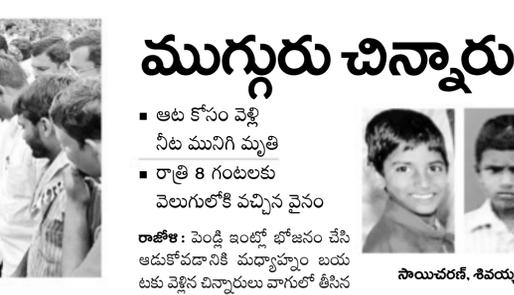 ముగ్గురు చిన్నారు
▪ ఆట కోసం వెళ్లి
నీట మునిగి మృతి
▪ రాత్రి 8 గంటలకు
వెలుగులోకి వచ్చిన వైనం
రాజోళి : పెండ్లి ఇంట్లో భోజనం చేసి
ఆడుకోవడానికి మధ్యాహ్నం బయ
టకు వెళ్లిన చిన్నారులు వాగులో తీసిన
సాయిచరణ్, శివయ్య